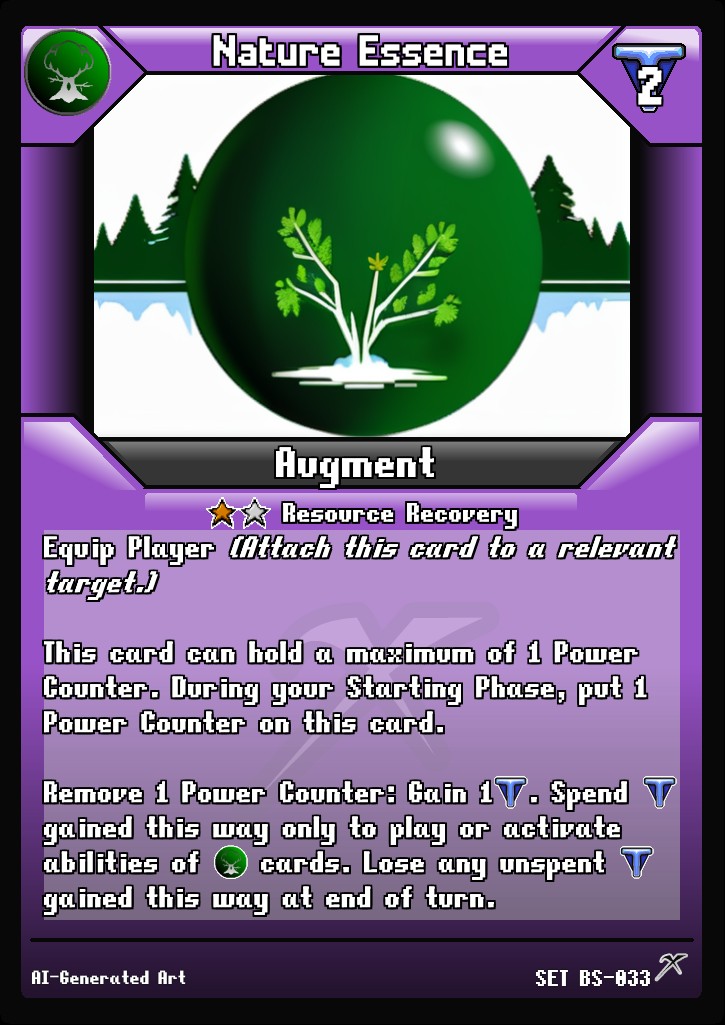 Nature Essence
2
Augment
Resource Recovery
Equip Player (Attach this card to a relevant
target.)
This card can hold a maximum of 1 Power
Counter. During your Starting Phase, put 1
Power Counter on this card.
Remove 1 Power Counter: Gain 1 . Spend
gained this way only to play or activate
abilities of cards. Lose any unspent
gained this way at end of turn.
AI-Generated Art
SET BS-033